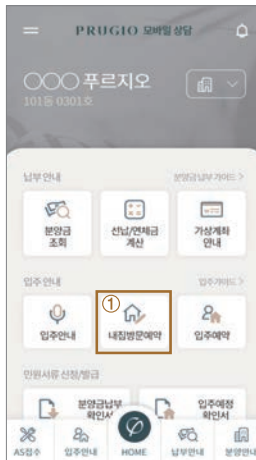 PRUGIO 모바일 상담
○○○ 푸르지오
101동 0301호
납부 안내 분양금 납부 가이드 >
분양금 조회
선납/연체금 계산
가상계좌 안내
입주 안내 입주가이드 >
①
입주안내 내집방문예약 입주예약
민원서류 신청/발급
분양금납부 확인서
입주예정 확인서
AS접수 입주안내 HOME 납부안내 분양안내